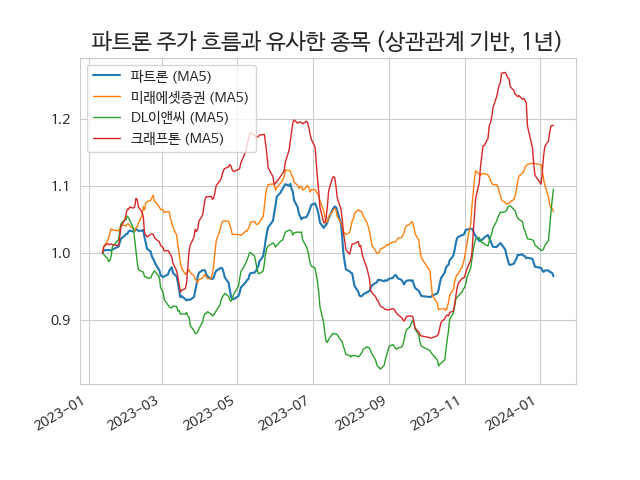 파트론 주가 흐름과 유사한 종목 (상관관계 기반, 1년)
파트론 (MA5)
미래에셋증권 (MA5)
DL이앤씨 (MA5)
크래프톤 (MA5)
1.2
1.1
1.0
0.9
2023-01
2023-03
2023-05
2023-07
2023-09
2023-11
2024-01